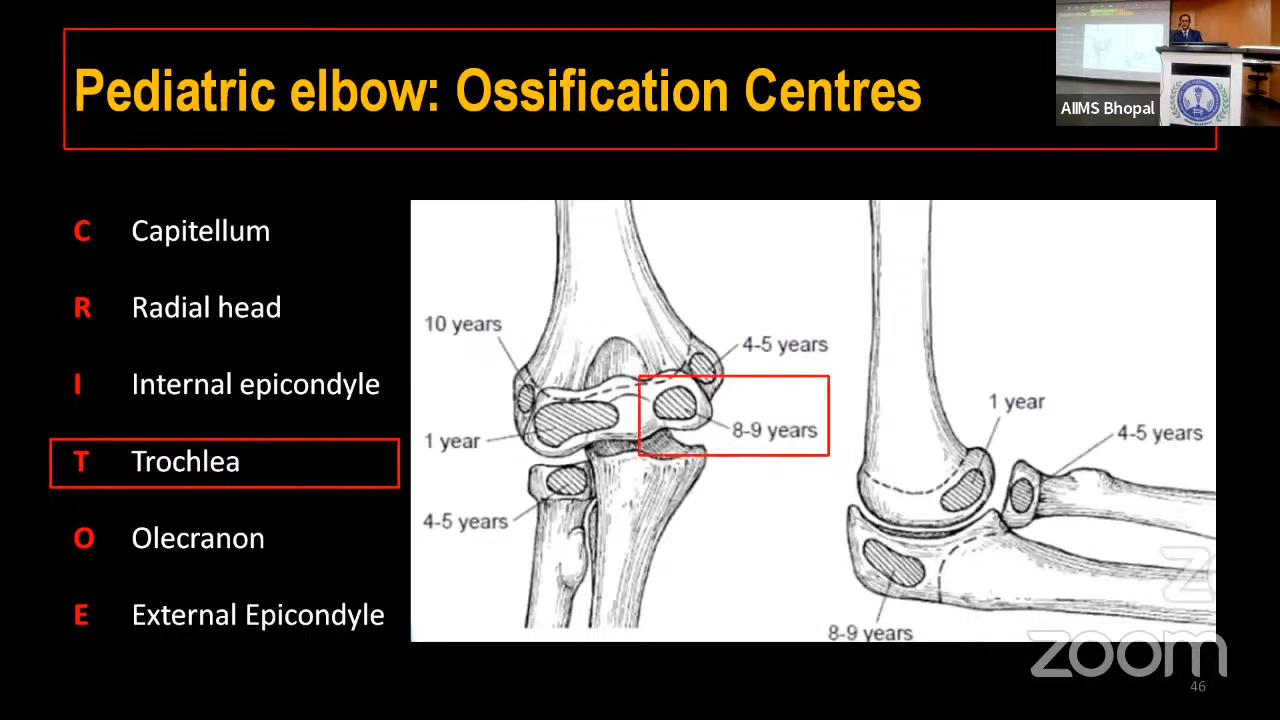 Pediatric elbow: Ossification Centres
AIIMS Bhopal
C Capitellum
R Radial head
I Internal epicondyle
T Trochlea
O Olecranon
E External Epicondyle
10 years
4-5 years
8-9 years
1 year
4-5 years
1 year
4-5 years
8-9 years
zoom
46